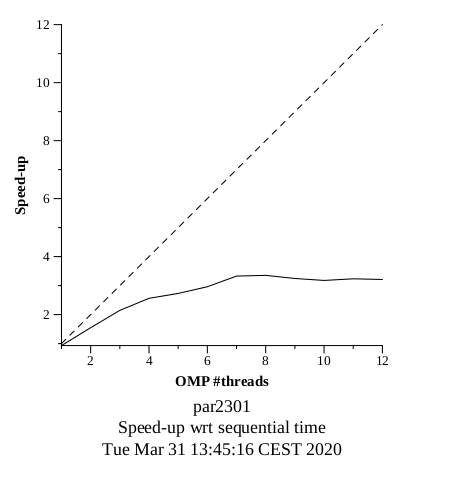 12
10
8
6
4
2
Speed-up
2 4 6 8 10 12
OMP #threads
par2301
Speed-up wrt sequential time
Tue Mar 31 13:45:16 CEST 2020